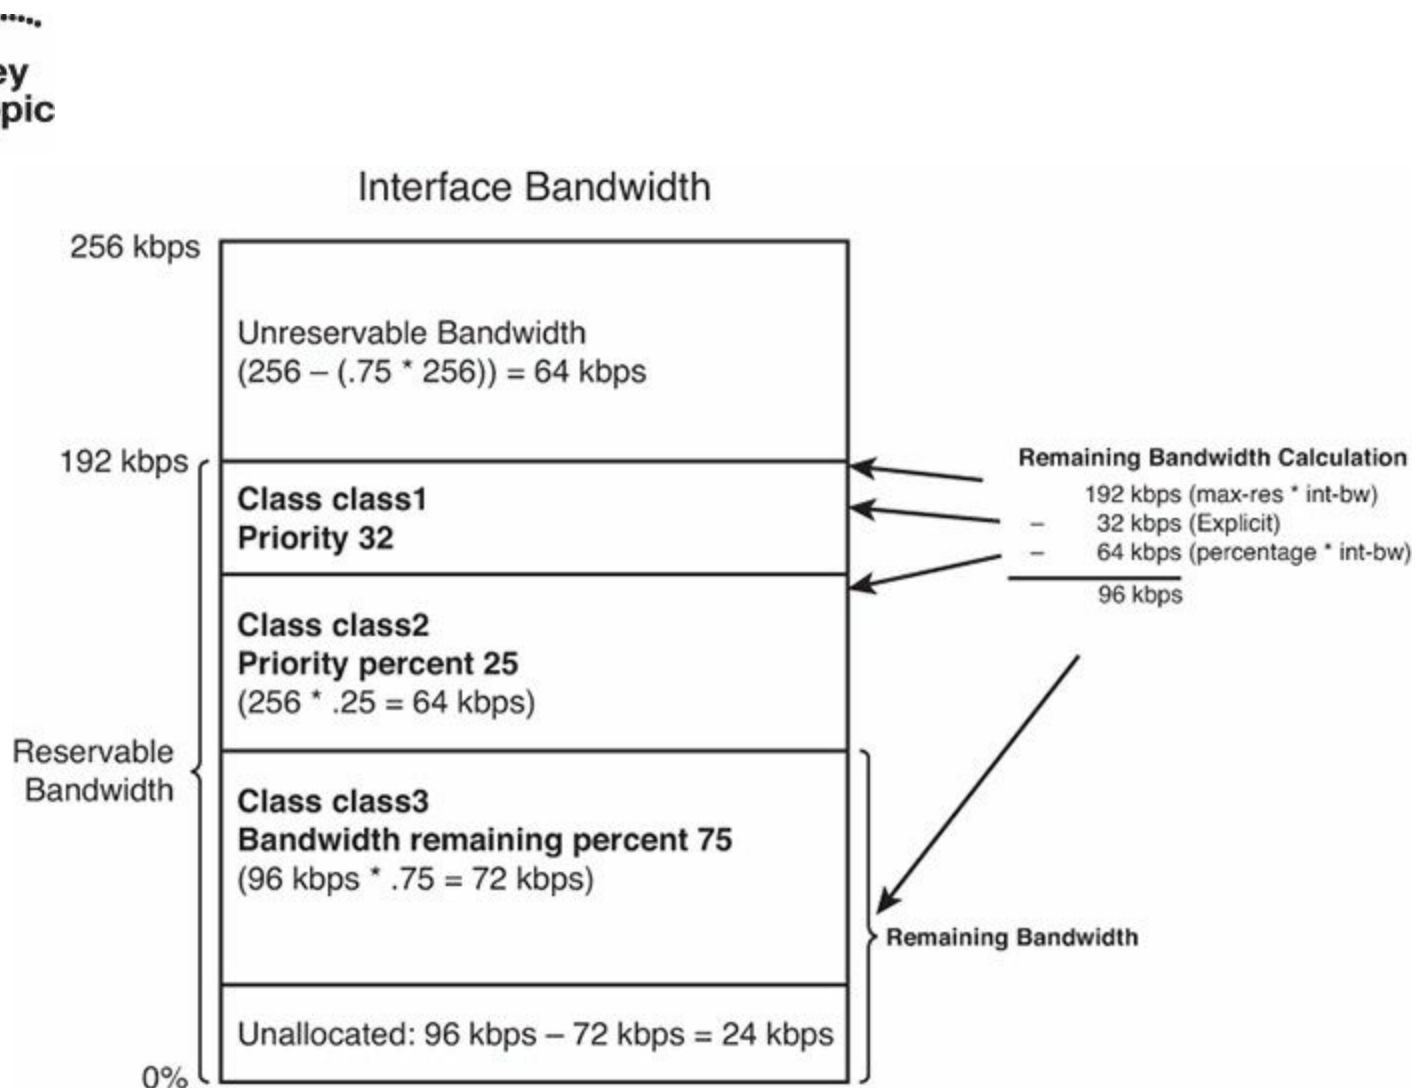 ey
pic
Interface Bandwidth
256 kbps
Unreservable Bandwidth
(256 – (.75 * 256)) = 64 kbps
192 kbps
Class class1
Priority 32
Remaining Bandwidth Calculation
192 kbps (max-res * int-bw)
– 32 kbps (Explicit)
– 64 kbps (percentage * int-bw)
96 kbps
Class class2
Priority percent 25
(256 * .25 = 64 kbps)
Reservable
Bandwidth
Class class3
Bandwidth remaining percent 75
(96 kbps * .75 = 72 kbps)
Remaining Bandwidth
Unallocated: 96 kbps – 72 kbps = 24 kbps
0%